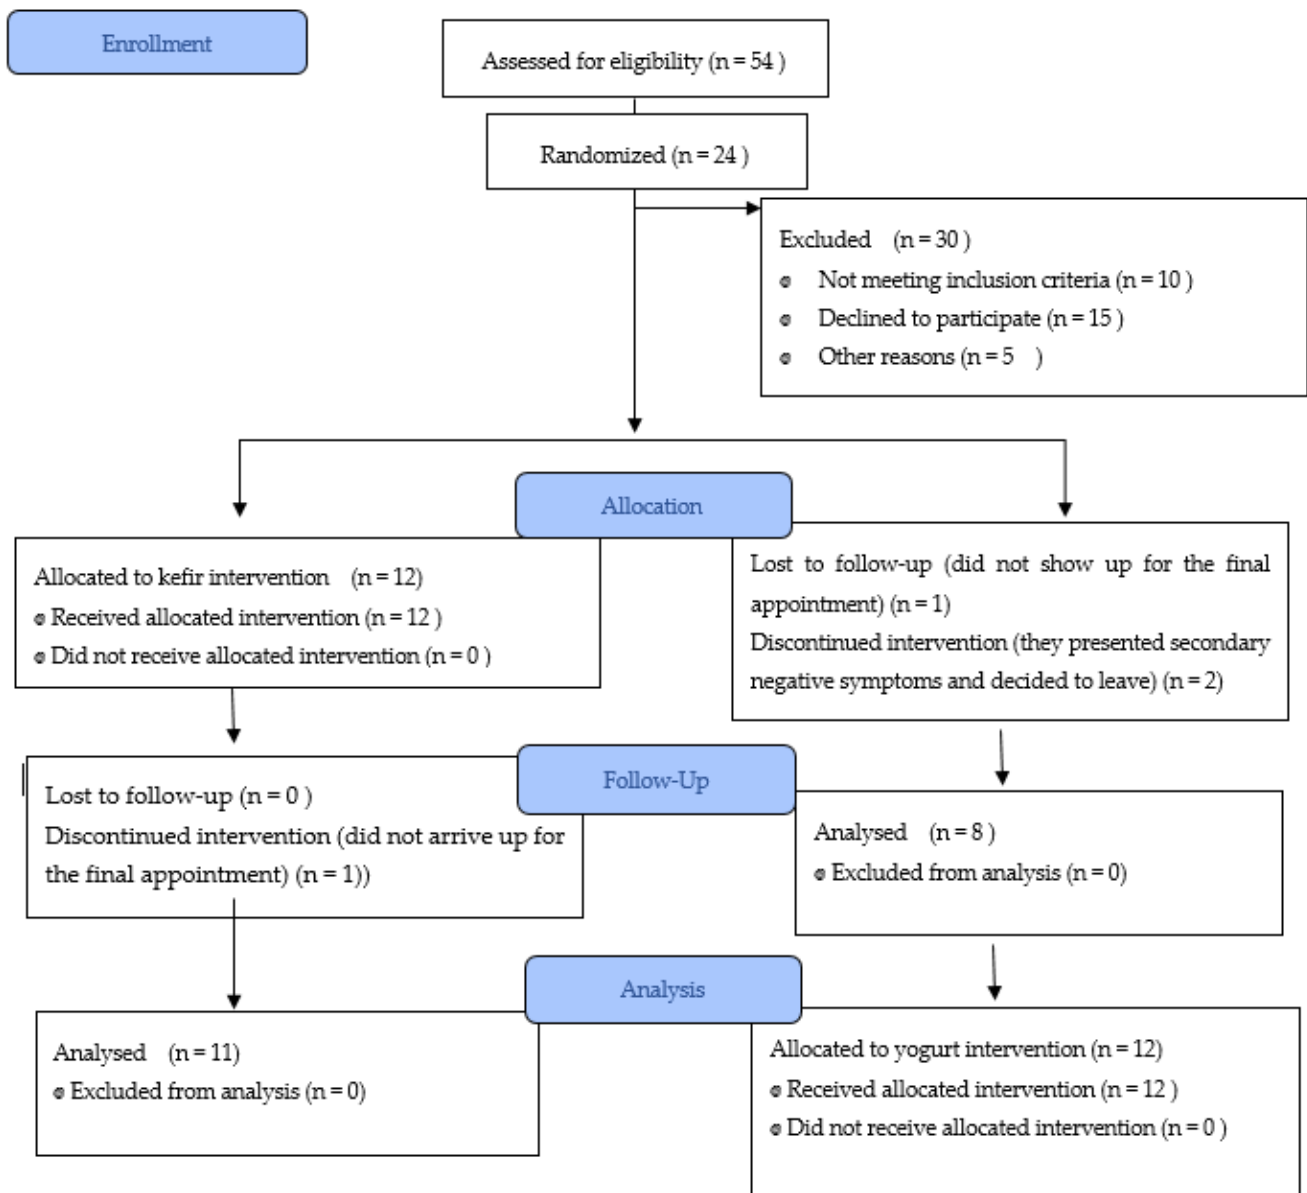 Enrollment
Assessed for eligibility (n = 54 )
Randomized (n = 24 )
Excluded (n = 30 )
Not meeting inclusion criteria (n = 10 )
Declined to participate (n = 15 )
Other reasons (n = 5 )
Allocation
Allocated to kefir intervention (n = 12)
Received allocated intervention (n = 12 )
Did not receive allocated intervention (n = 0 )
Lost to follow-up (did not show up for the final
appointment) (n = 1)
Discontinued intervention (they presented secondary
negative symptoms and decided to leave) (n = 2)
Follow-Up
Lost to follow-up (n = 0 )
Discontinued intervention (did not arrive up for
the final appointment) (n = 1))
Analysed (n = 8 )
Excluded from analysis (n = 0)
Analysis
Analysed (n = 11)
Excluded from analysis (n = 0)
Allocated to yogurt intervention (n = 12)
Received allocated intervention (n = 12 )
Did not receive allocated intervention (n = 0 )